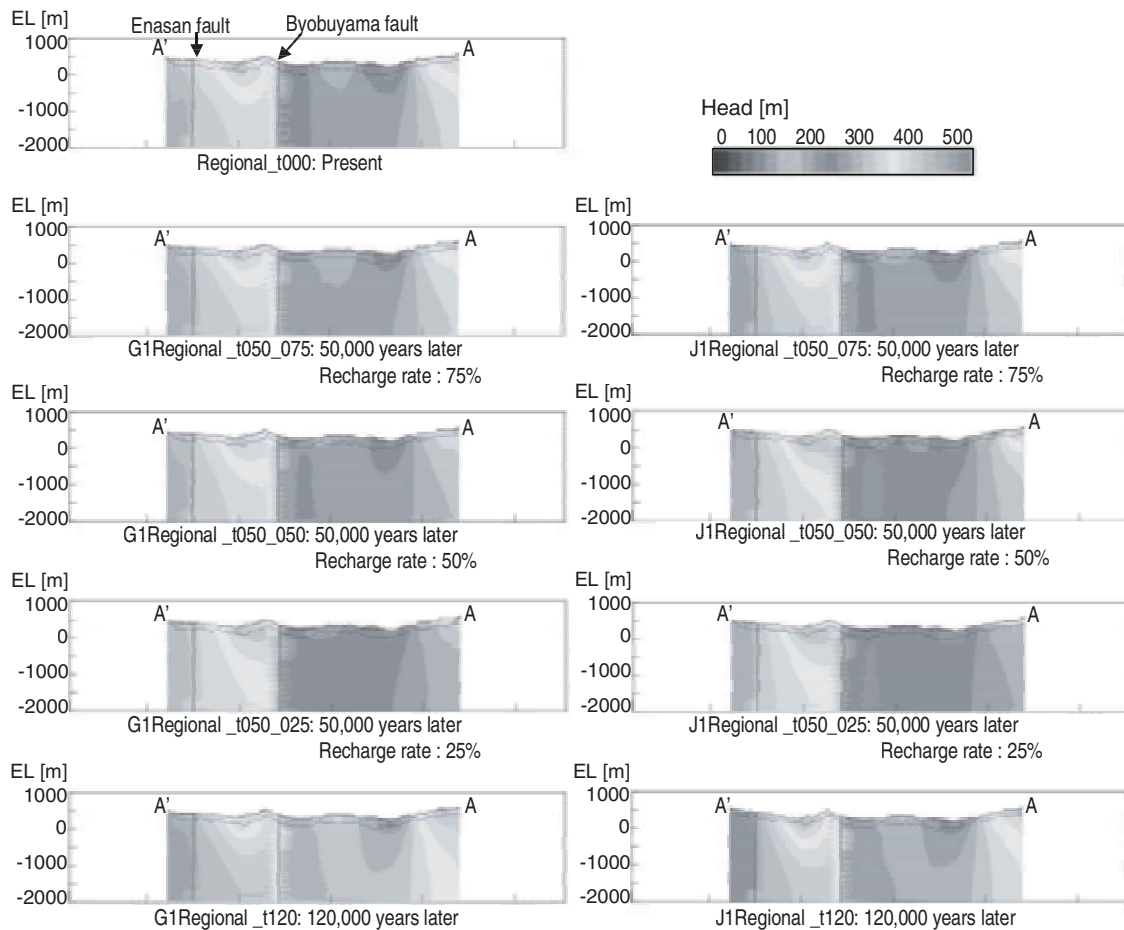 EL [m]
Enasan fault
Byobuyama fault
1000
0
-1000
-2000
A'
A
Regional_t000: Present
Head [m]
0 100 200 300 400 500
EL [m]
1000
0
-1000
-2000
A'
A
G1Regional _t050_075: 50,000 years later
Recharge rate : 75%
EL [m]
1000
0
-1000
-2000
A'
A
J1Regional _t050_075: 50,000 years later
Recharge rate : 75%
EL [m]
1000
0
-1000
-2000
A'
A
G1Regional _t050_050: 50,000 years later
Recharge rate : 50%
EL [m]
1000
0
-1000
-2000
A'
A
J1Regional _t050_050: 50,000 years later
Recharge rate : 50%
EL [m]
1000
0
-1000
-2000
A'
A
G1Regional _t050_025: 50,000 years later
Recharge rate : 25%
EL [m]
1000
0
-1000
-2000
A'
A
J1Regional _t050_025: 50,000 years later
Recharge rate : 25%
EL [m]
1000
0
-1000
-2000
A'
A
G1Regional _t120: 120,000 years later
EL [m]
1000
0
-1000
-2000
A'
A
J1Regional _t120: 120,000 years later